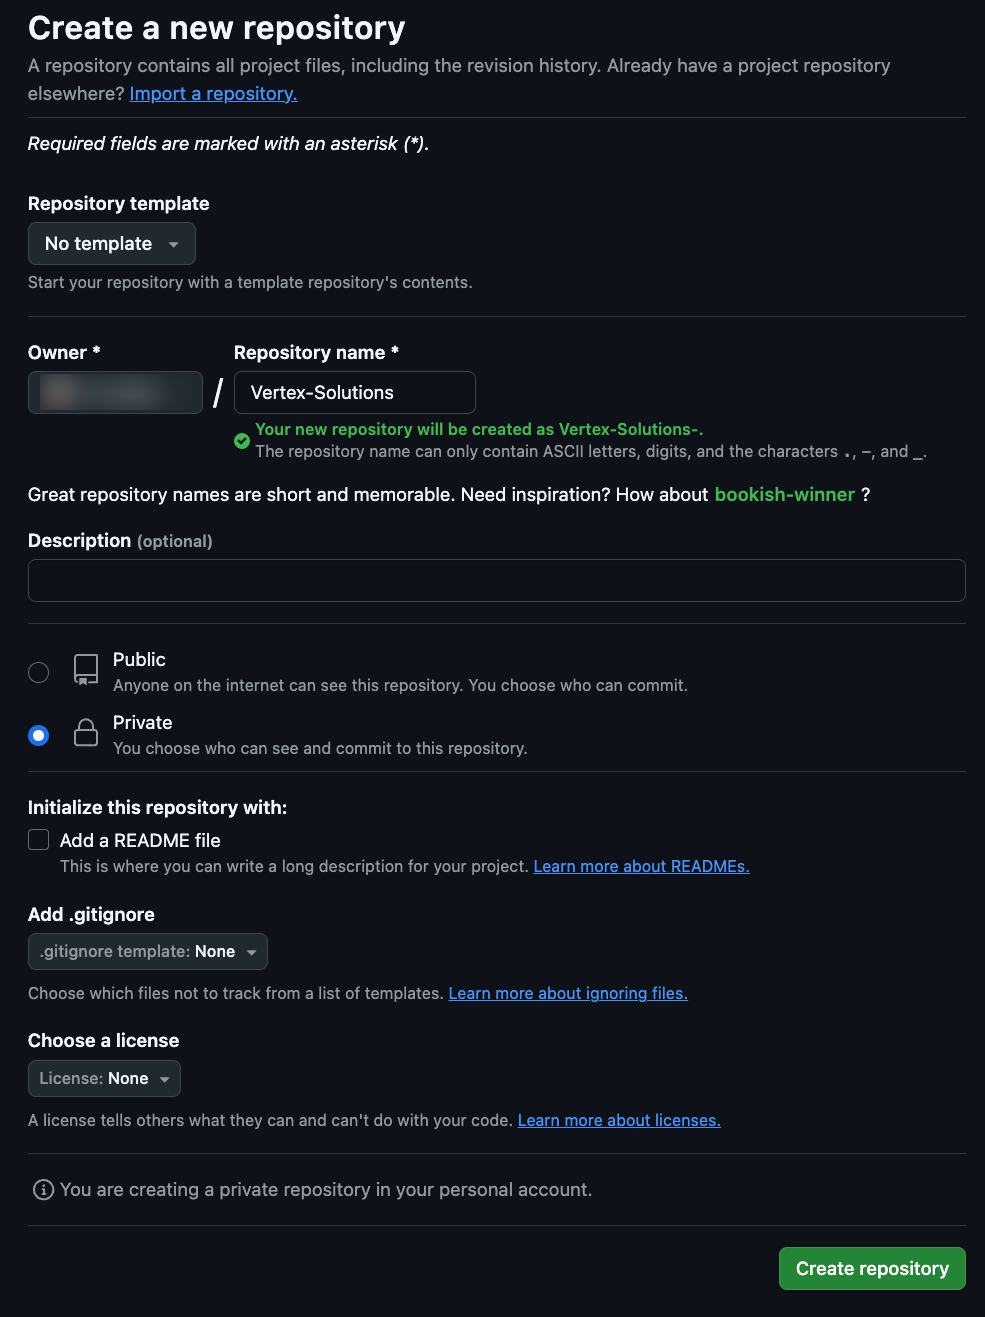 Create a new repository
A repository contains all project files, including the revision history. Already have a project repository
elsewhere? Import a repository.
Required fields are marked with an asterisk (*).
Repository template
No template
Start your repository with a template repository's contents.
Owner *
Repository name *
/
Vertex-Solutions
Your new repository will be created as Vertex-Solutions-.
The repository name can only contain ASCII letters, digits, and the characters ., -, and _.
Great repository names are short and memorable. Need inspiration? How about bookish-winner ?
Description (optional)
Public
Anyone on the internet can see this repository. You choose who can commit.
Private
You choose who can see and commit to this repository.
Initialize this repository with:
Add a README file
This is where you can write a long description for your project. Learn more about READMEs.
Add .gitignore
.gitignore template: None
Choose which files not to track from a list of templates. Learn more about ignoring files.
Choose a license
License: None
A license tells others what they can and can't do with your code. Learn more about licenses.
You are creating a private repository in your personal account.
Create repository